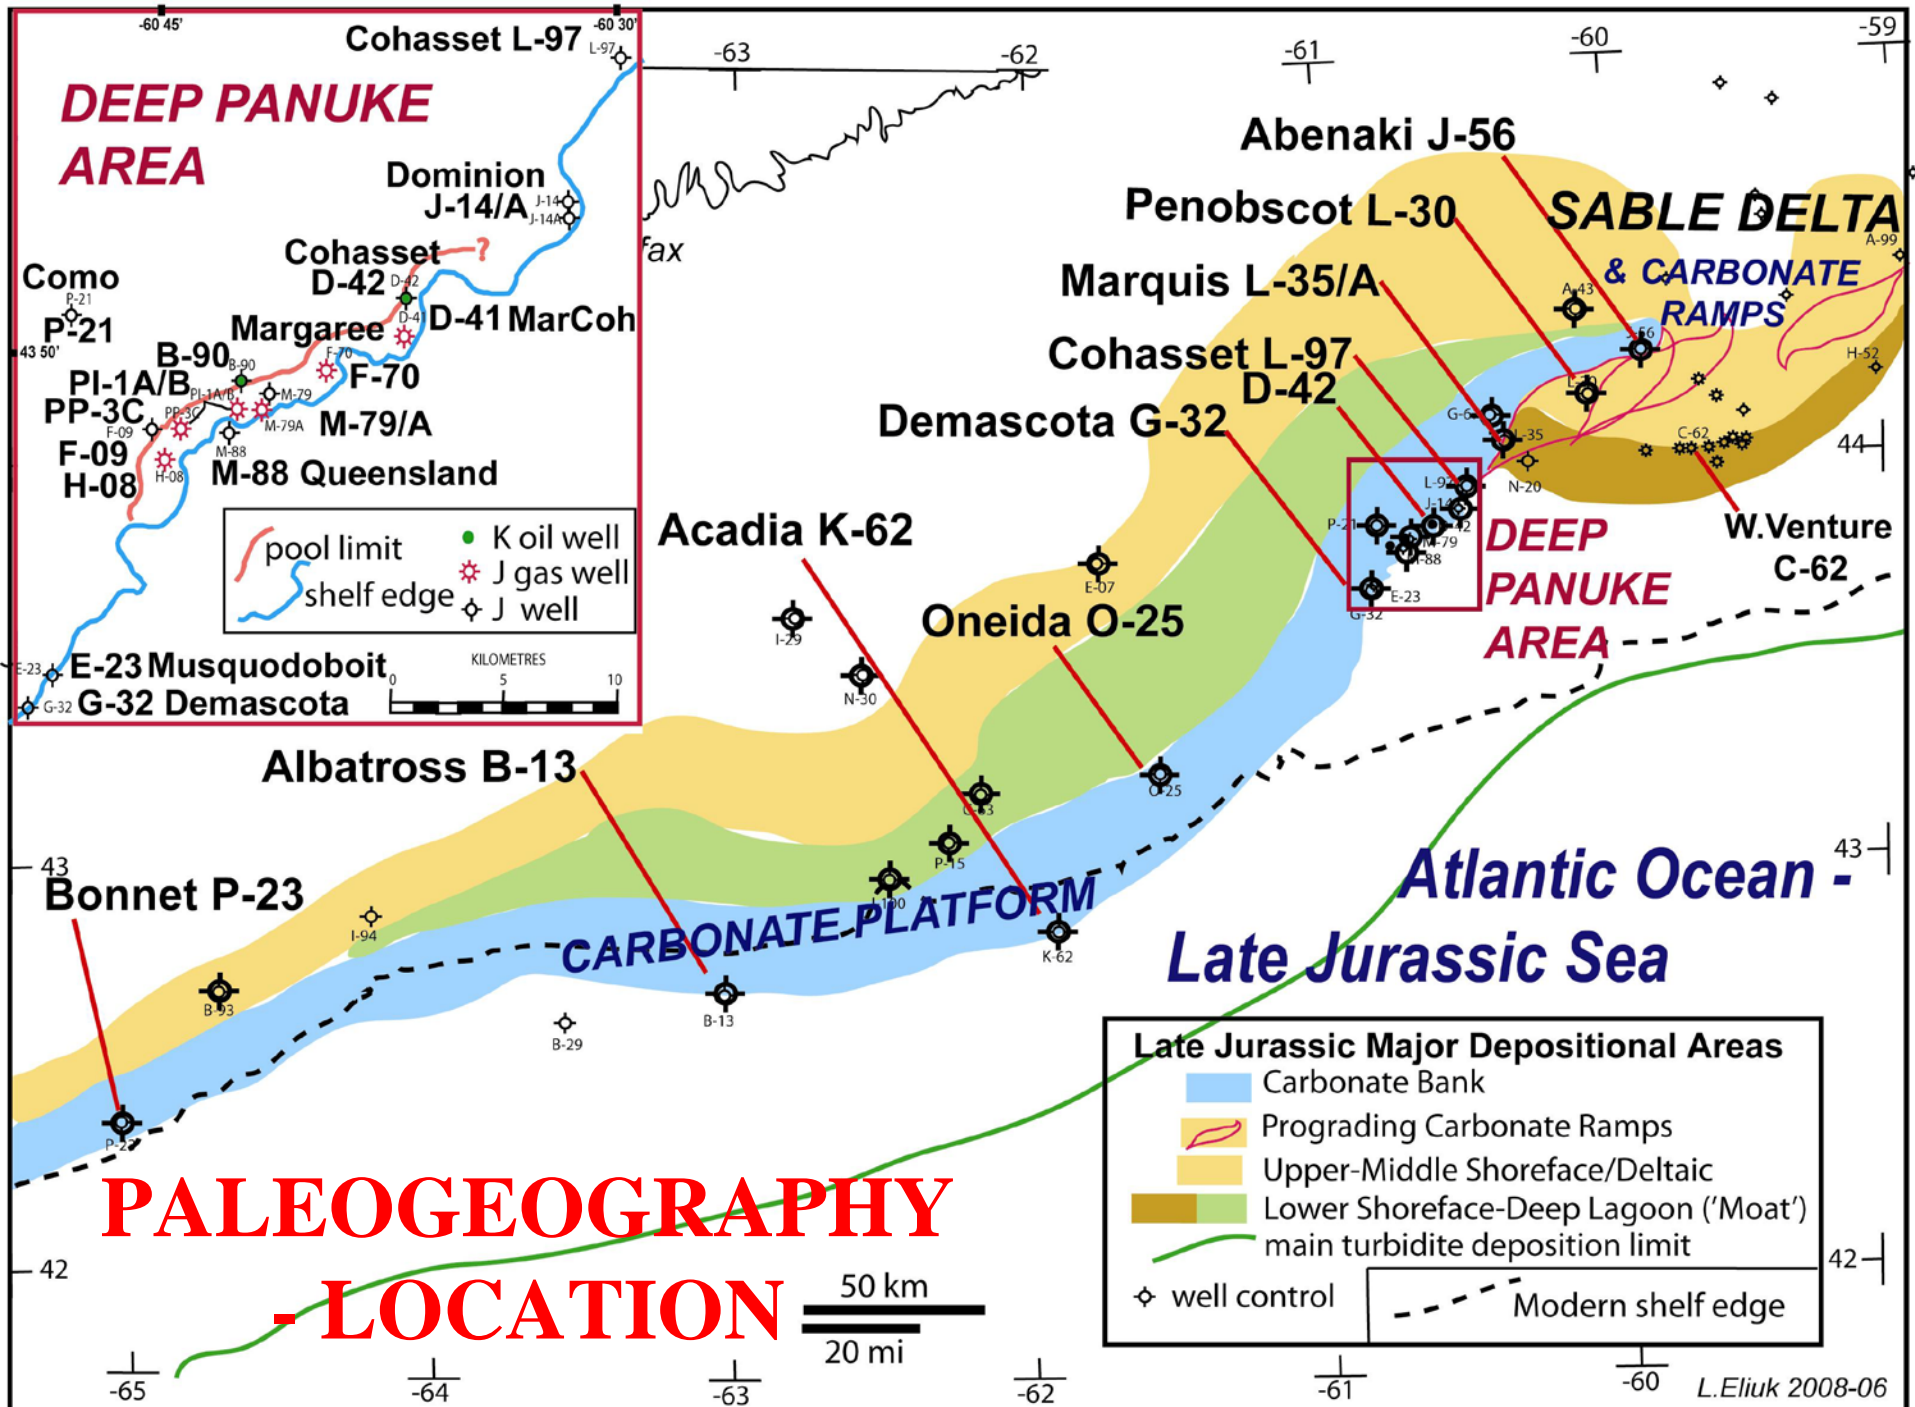 -60 45'
-60 30'
Cohasset L-97
L-97
DEEP PANUKE
AREA
Dominion
J-14/A
J-14
J-14A
Cohasset
D-42
D-42
?
Como
P-21
P-21
D-41
D-41 MarCoh
Margaree
F-70
F-70
43 50'
B-90
B-90
PI-1A/B
PI-1A/B
PP-3C
PP-3C
M-79
M-79A
M-79/A
F-09
F-09
H-08
H-08
M-88
M-88 Queensland
pool limit
shelf edge
K oil well
J gas well
J well
E-23
E-23 Musquodoboit
G-32
G-32 Demascota
KILOMETRES
0
5
10
-63
-62
-61
-60
-59
fax
Abenaki J-56
Penobscot L-30
SABLE DELTA
& CARBONATE
RAMPS
Marquis L-35/A
Cohasset L-97
D-42
Demascota G-32
A-99
A-43
H-52
C-62
N-20
44
P-21
M-79
E-23
G-32
DEEP
PANUKE
AREA
W.Venture
C-62
Acadia K-62
E-07
I-29
N-30
Oneida O-25
O-25
Albatross B-13
P-15
43
43
Bonnet P-23
I-94
CARBONATE PLATFORM
K-62
B-93
B-13
B-29
Atlantic Ocean -
Late Jurassic Sea
Late Jurassic Major Depositional Areas
Carbonate Bank
Prograding Carbonate Ramps
Upper-Middle Shoreface/Deltaic
Lower Shoreface-Deep Lagoon ('Moat')
main turbidite deposition limit
well control
Modern shelf edge
PALEOGEOGRAPHY
- LOCATION
50 km
20 mi
42
42
-65
-64
-63
-62
-61
-60
L.Eliuk 2008-06